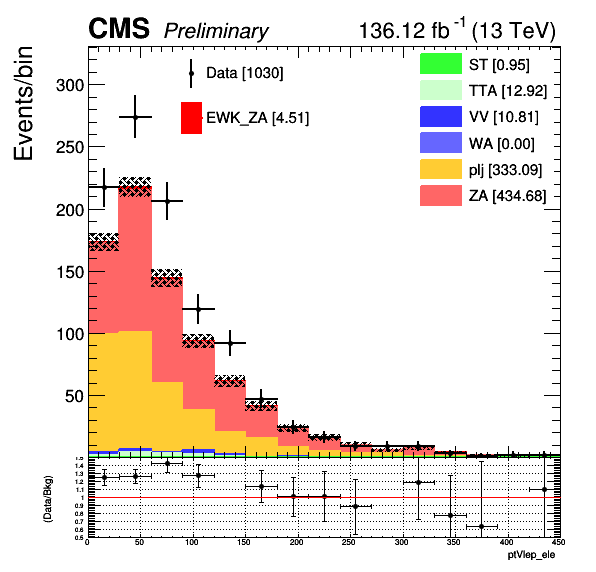 CMS Preliminary 136.12 fb⁻¹ (13 TeV)
Events/bin
300
250
200
150
100
50
Data [1030]
EWK_ZA [4.51]
ST [0.95]
TTA [12.92]
VV [10.81]
WA [0.00]
plj [333.09]
ZA [434.68]
(Data/Bkg)
1.5
1.4
1.3
1.2
1.1
1
0.9
0.8
0.7
0.6
0.5
0 50 100 150 200 250 300 350 400 450
ptVlep_ele